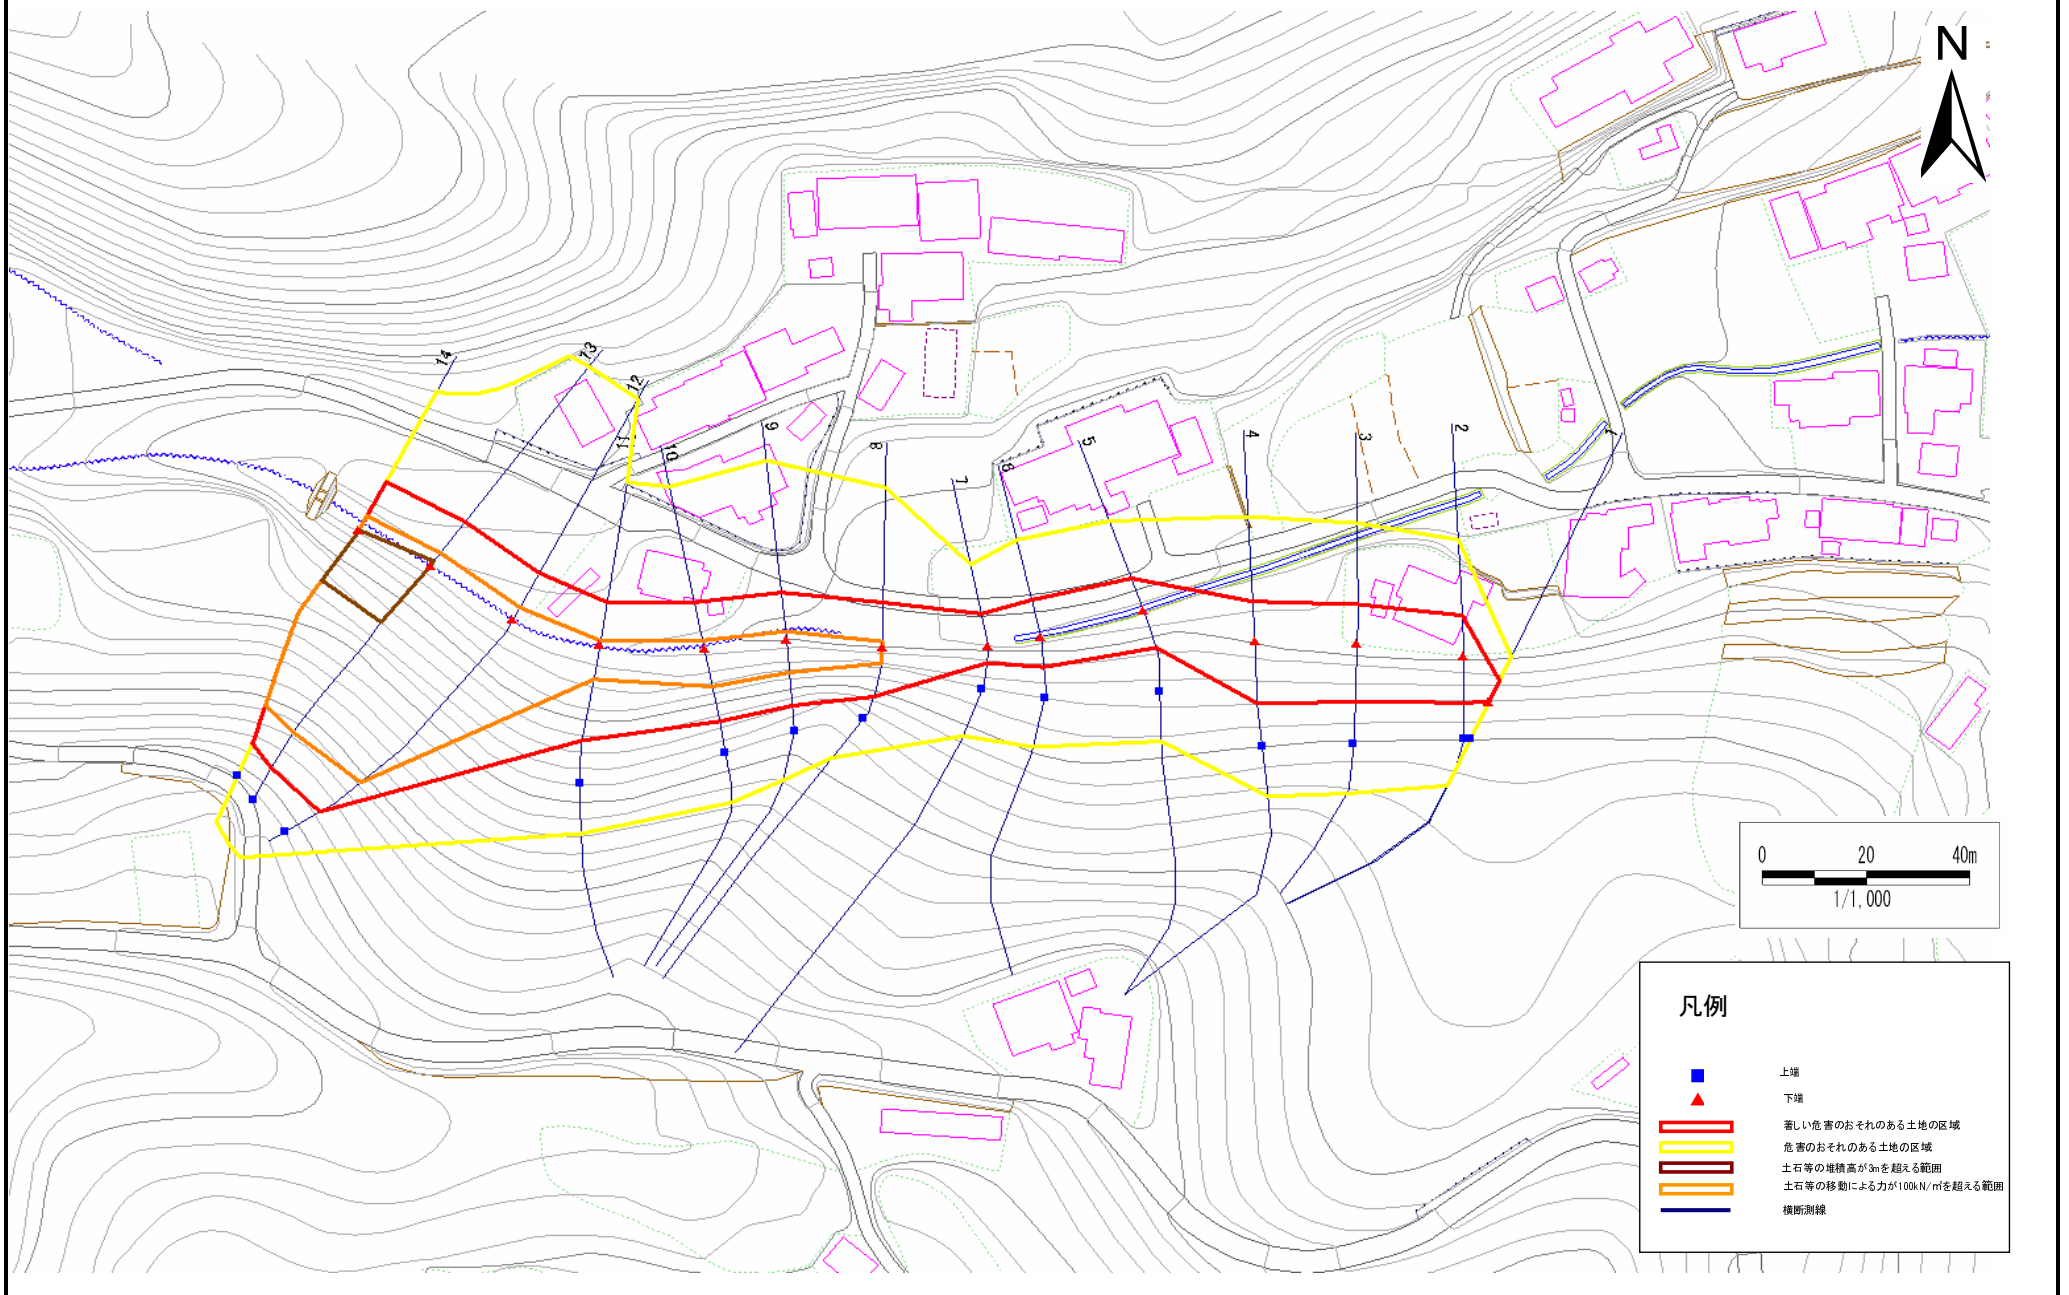 N
14
13
12
11
10
9
8
7
6
5
4
3
2
1
0 20 40m
1/1,000
凡例
上端
下端
著しい危害のおそれのある土地の区域
危害のおそれのある土地の区域
土石等の堆積高が3mを超える範囲
土石等の移動による力が100kN/㎡を超える範囲
横断測線